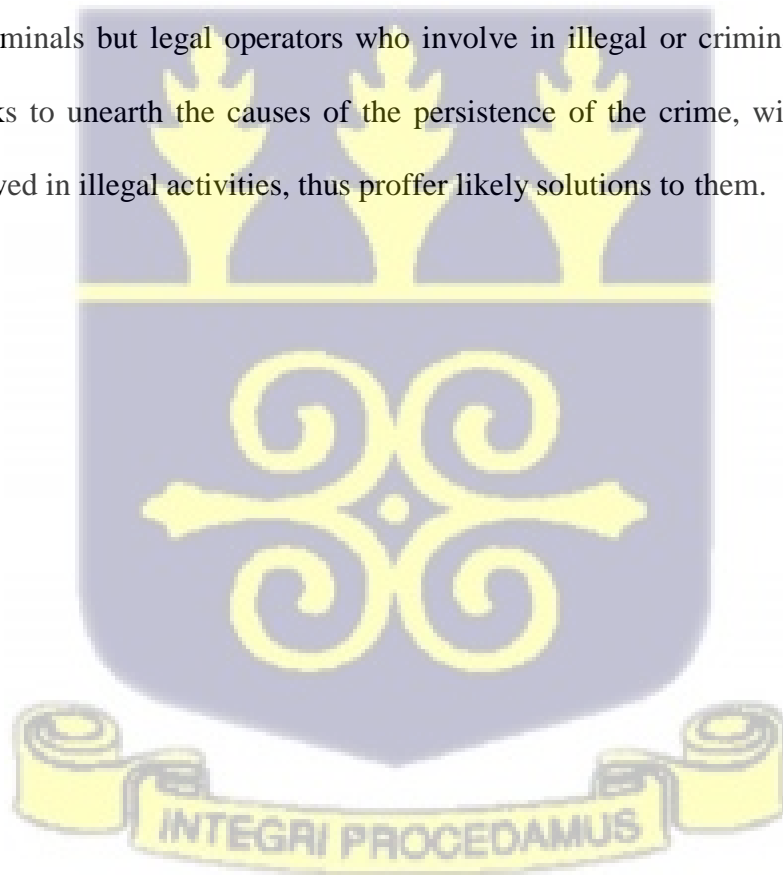 minals but legal operators who involve in illegal or crimin
ks to unearth the causes of the persistence of the crime, wi
ved in illegal activities, thus proffer likely solutions to them.
INTEGRI PROCEDAMUS